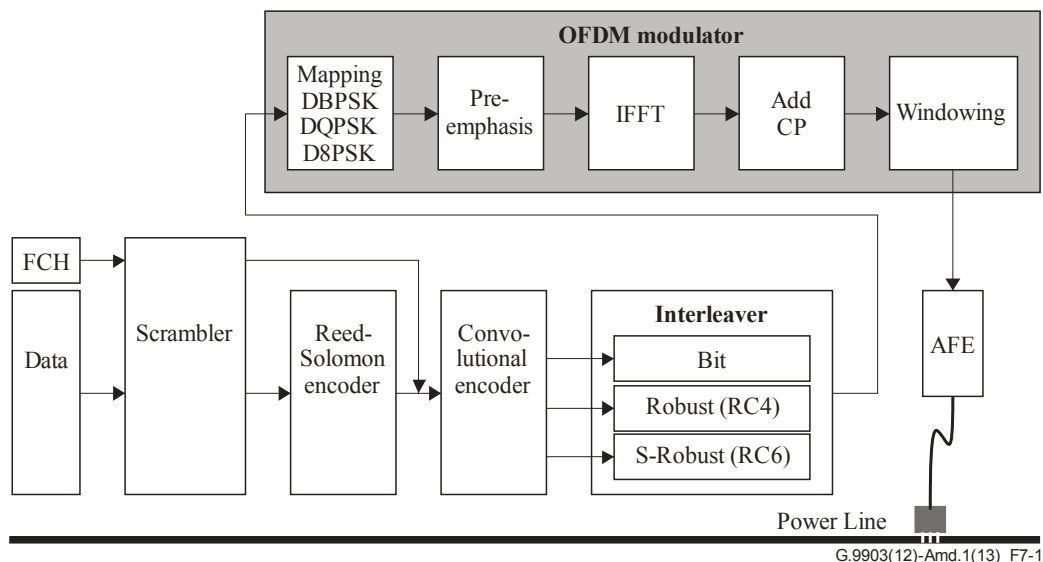 OFDM modulator
Mapping
DBPSK
DQPSK
D8PSK
Pre-
emphasis
IFFT
Add
CP
Windowing
FCH
Data
Scrambler
Reed-
Solomon
encoder
Convo-
lutional
encoder
Interleaver
Bit
Robust (RC4)
S-Robust (RC6)
AFE
Power Line
G.9903(12)-Amd.1(13)_F7-1